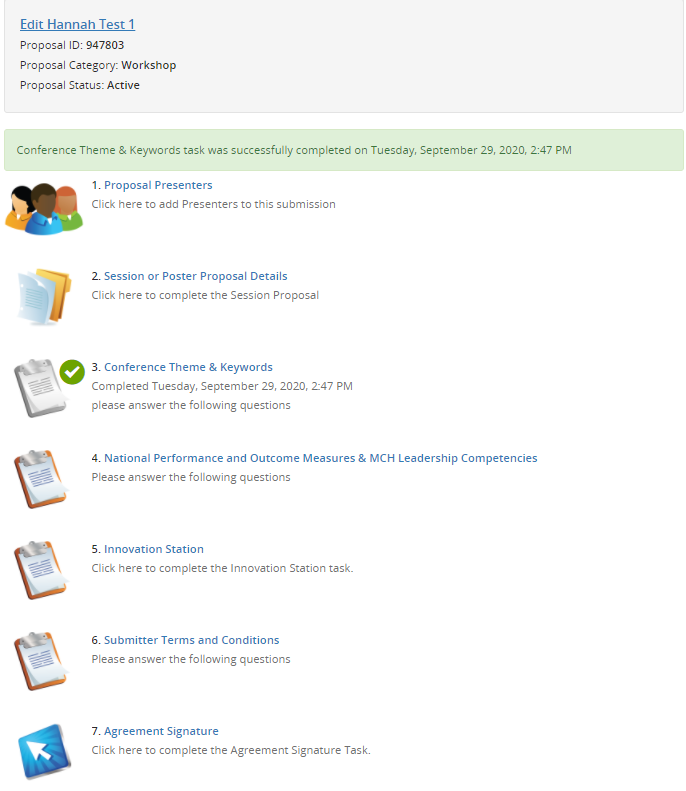 Edit Hannah Test 1
Proposal ID: 947803
Proposal Category: Workshop
Proposal Status: Active
Conference Theme & Keywords task was successfully completed on Tuesday, September 29, 2020, 2:47 PM
1. Proposal Presenters
Click here to add Presenters to this submission
2. Session or Poster Proposal Details
Click here to complete the Session Proposal
3. Conference Theme & Keywords
Completed Tuesday, September 29, 2020, 2:47 PM
please answer the following questions
4. National Performance and Outcome Measures & MCH Leadership Competencies
Please answer the following questions
5. Innovation Station
Click here to complete the Innovation Station task.
6. Submitter Terms and Conditions
Please answer the following questions
7. Agreement Signature
Click here to complete the Agreement Signature Task.